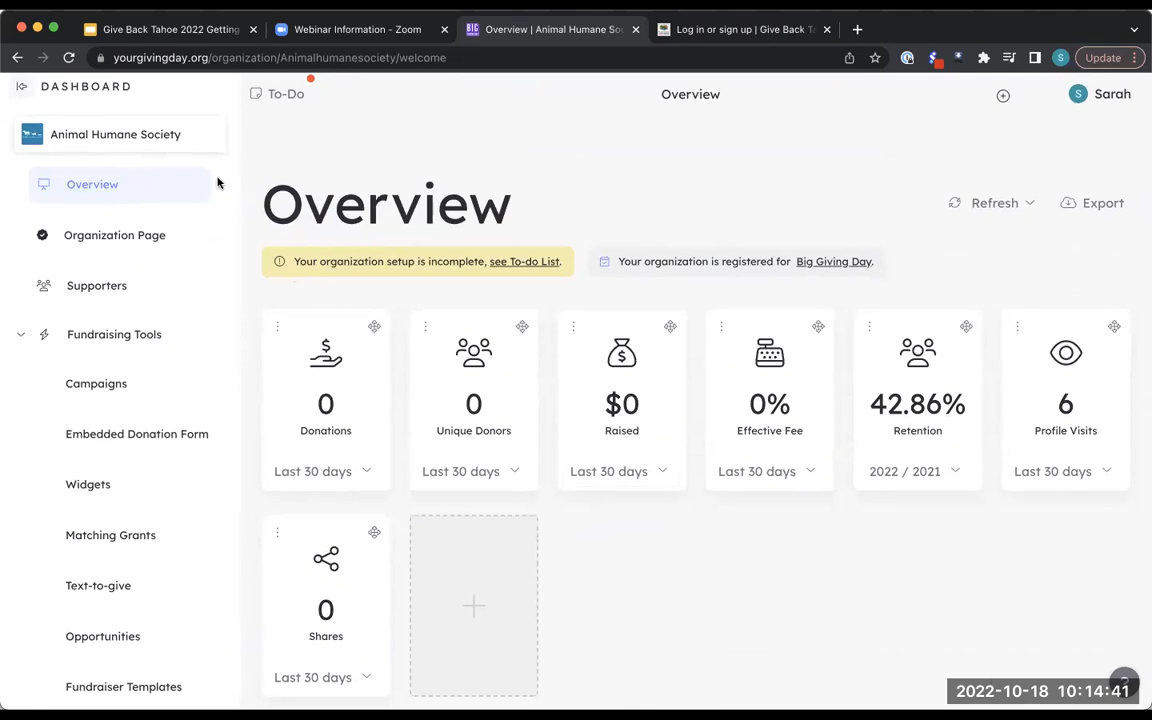 Give Back Tahoe 2022 Getting
Webinar Information - Zoom
Overview | Animal Humane Soc
Log in or sign up | Give Back Ta
yourgivingday.org/organization/Animalhumanesociety/welcome
S
Update
DASHBOARD
To-Do
Overview
S Sarah
Animal Humane Society
Overview
Organization Page
Supporters
Fundraising Tools
Campaigns
Embedded Donation Form
Widgets
Matching Grants
Text-to-give
Opportunities
Fundraiser Templates
Overview
Refresh
Export
Your organization setup is incomplete, see To-do List.
Your organization is registered for Big Giving Day.
0
Donations
Last 30 days
0
Unique Donors
Last 30 days
$0
Raised
Last 30 days
0%
Effective Fee
Last 30 days
42.86%
Retention
2022 / 2021
6
Profile Visits
Last 30 days
0
Shares
Last 30 days
2022-10-18 10:14:41